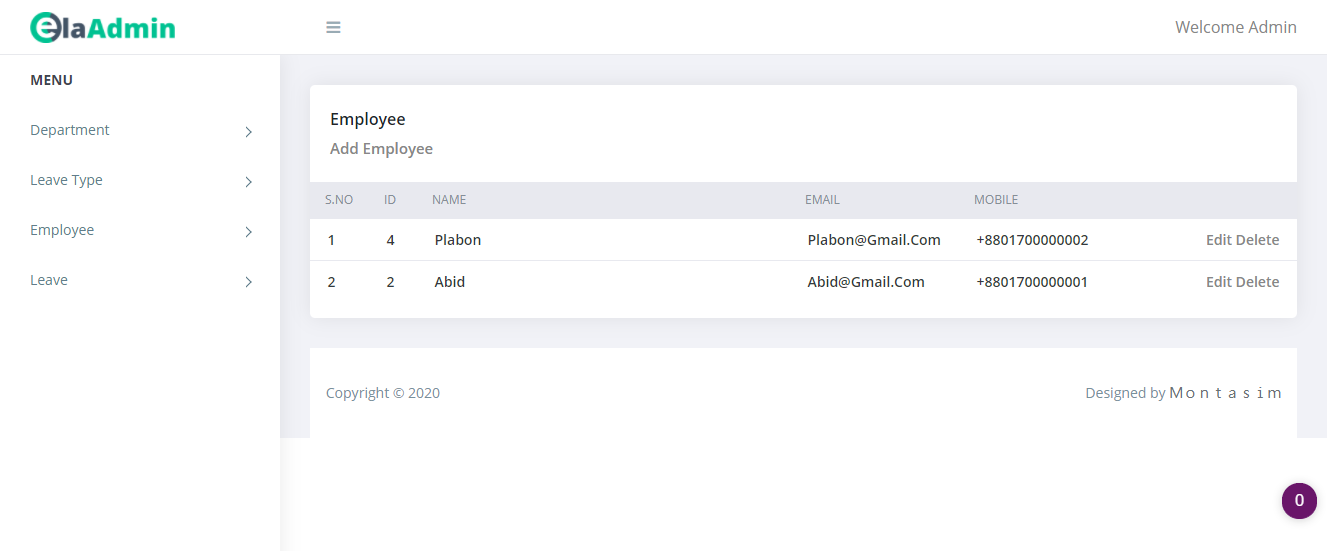 elaAdmin
Welcome Admin
MENU
Department
Leave Type
Employee
Leave
Employee
Add Employee
S.NO ID NAME EMAIL MOBILE
1 4 Plabon Plabon@Gmail.Com +8801700000002 Edit Delete
2 2 Abid Abid@Gmail.Com +8801700000001 Edit Delete
Copyright © 2020
Designed by Montasim
0